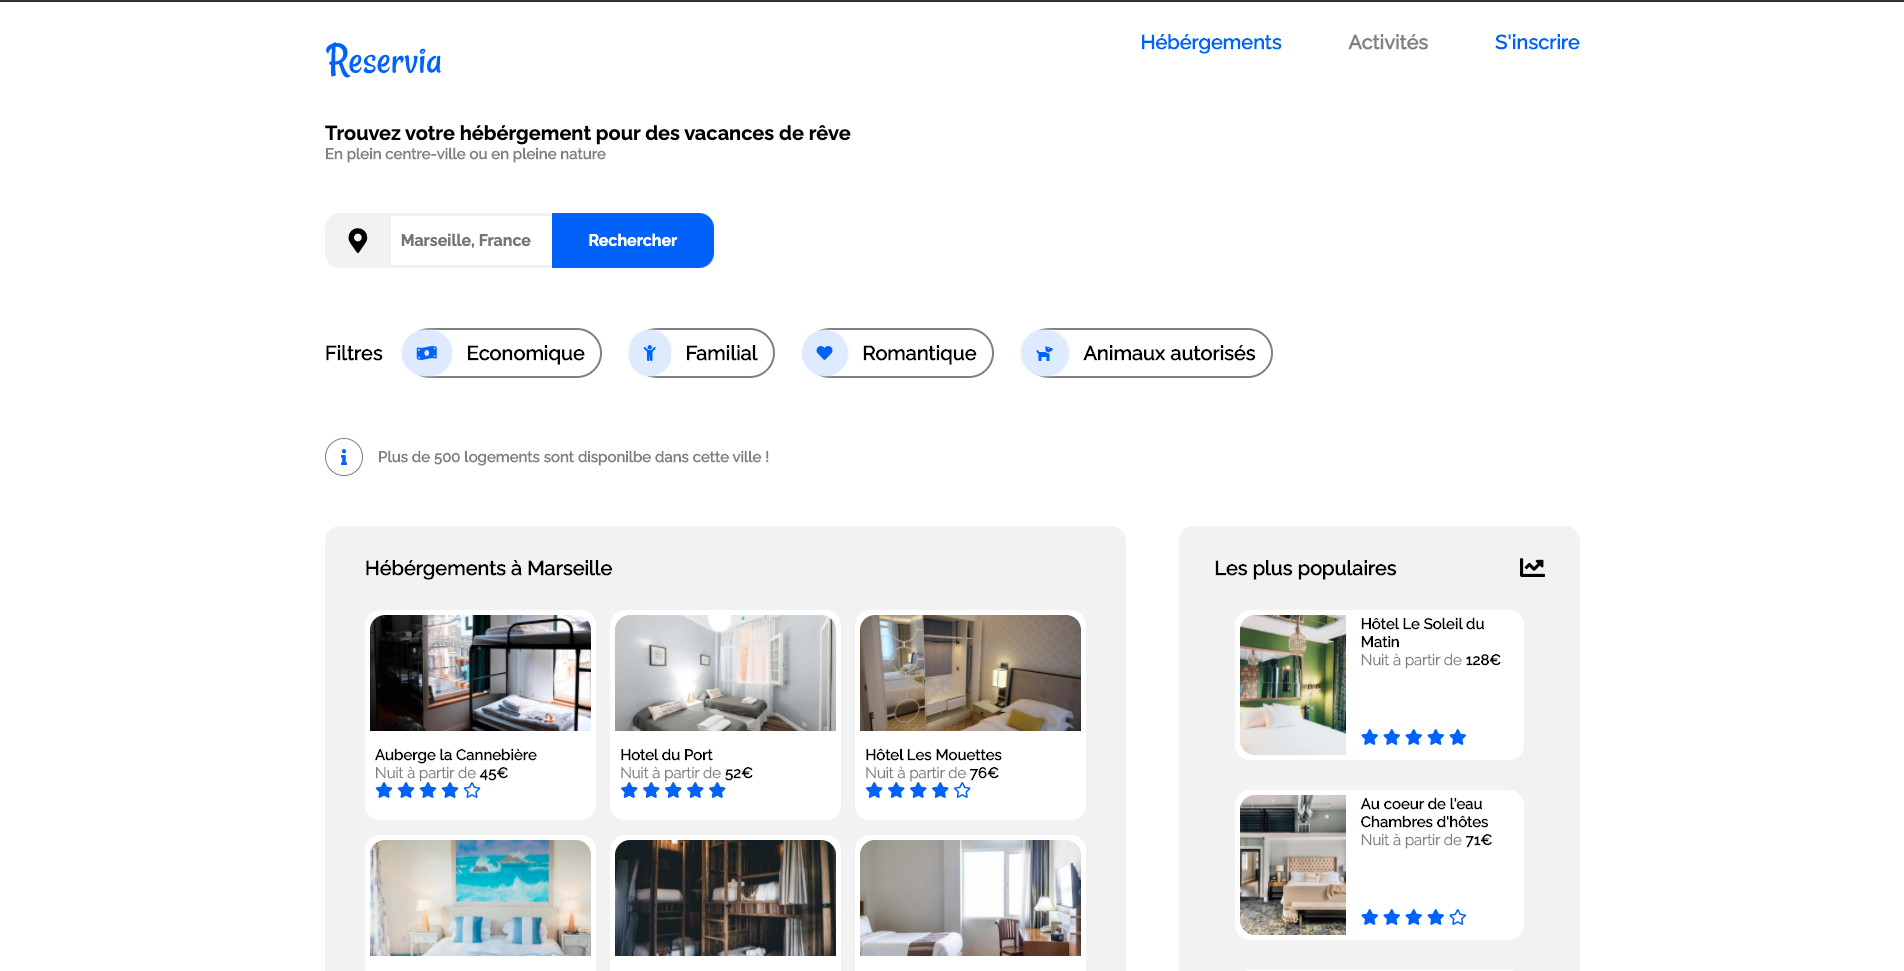 Reservia
Hébérgements
Activités
S'inscrire
Trouvez votre hébérgement pour des vacances de rêve
En plein centre-ville ou en pleine nature
Marseille, France
Rechercher
Filtres
Economique
Familial
Romantique
Animaux autorisés
Plus de 500 logements sont disponilbe dans cette ville !
Hébérgements à Marseille
Auberge la Cannebière
Nuit à partir de 45€
Hotel du Port
Nuit à partir de 52€
Hôtel Les Mouettes
Nuit à partir de 76€
Les plus populaires
Hôtel Le Soleil du
Matin
Nuit à partir de 128€
Au coeur de l'eau
Chambres d'hôtes
Nuit à partir de 71€